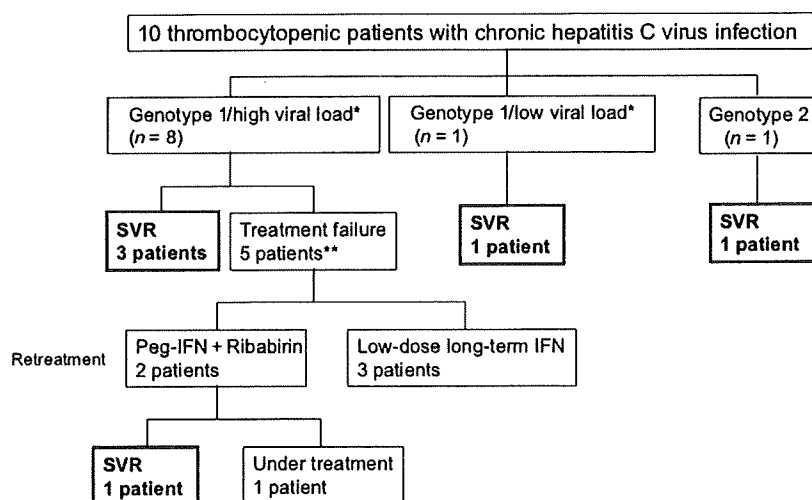 10 thrombocytopenic patients with chronic hepatitis C virus infection
Genotype 1/high viral load*
(n = 8)
Genotype 1/low viral load*
(n = 1)
Genotype 2
(n = 1)
SVR
3 patients
Treatment failure
5 patients**
SVR
1 patient
SVR
1 patient
Retreatment
Peg-IFN + Ribabirin
2 patients
Low-dose long-term IFN
3 patients
SVR
1 patient
Under treatment
1 patient